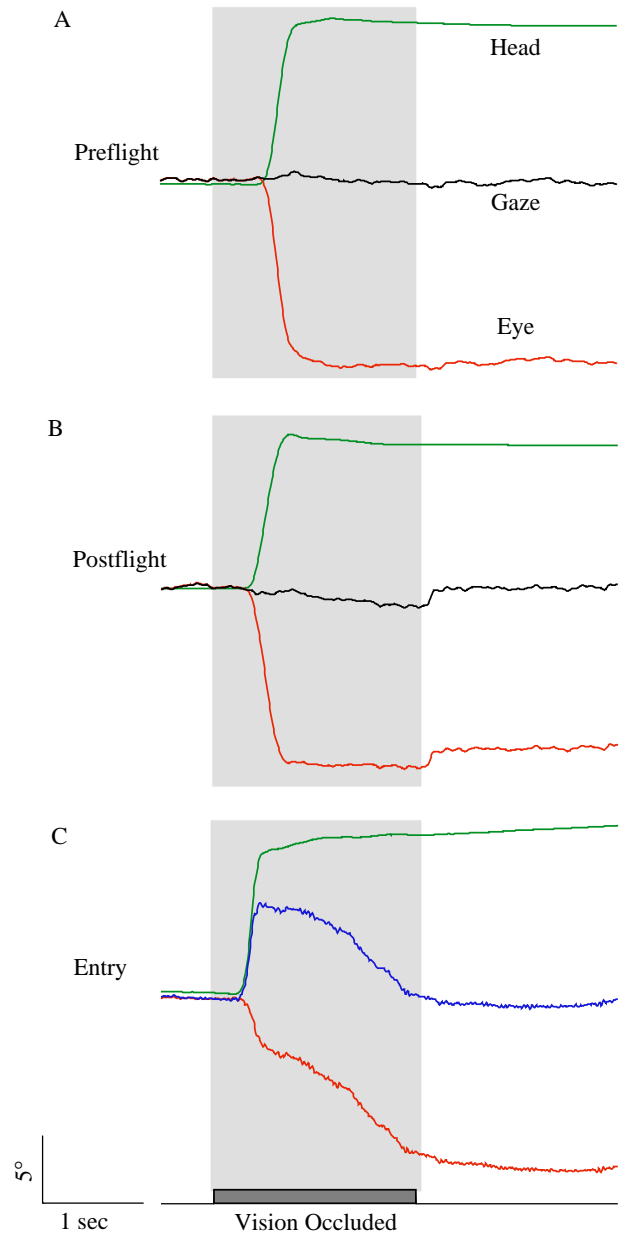 A
Head
Preflight
Gaze
Eye
B
Postflight
C
Entry
5°
1 sec
Vision Occluded